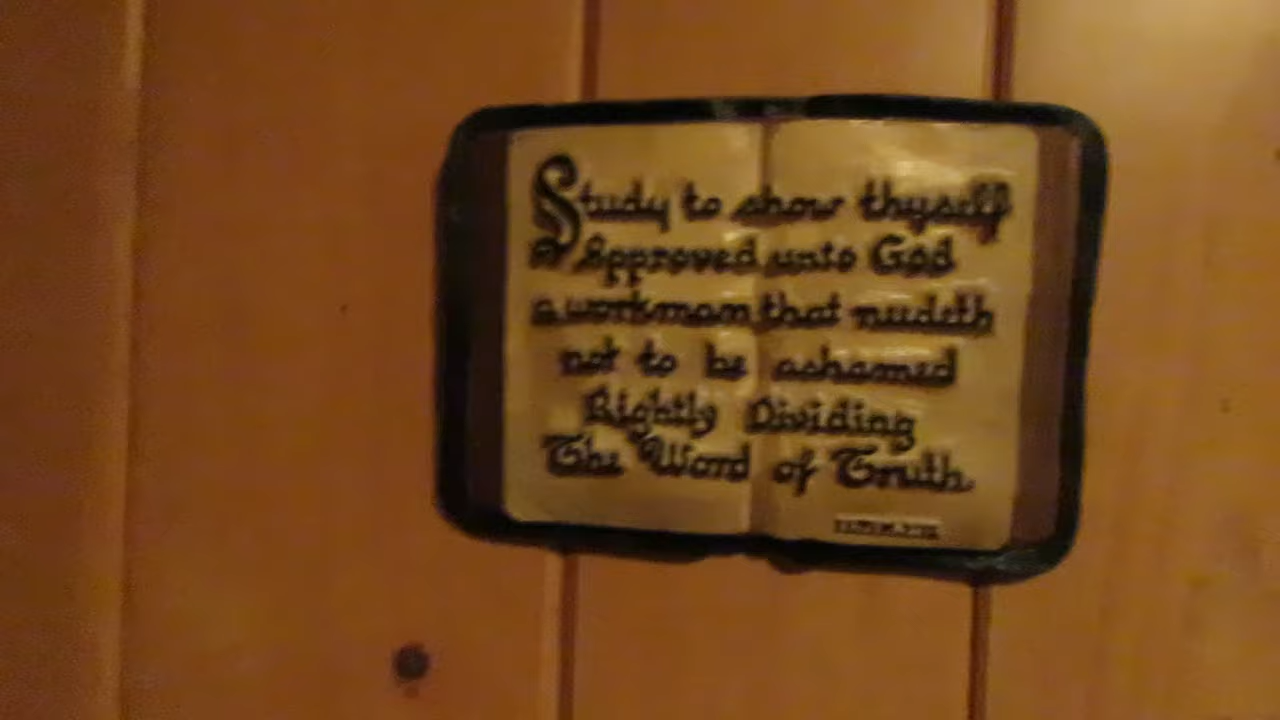 Study to show thyself
Approved unto God
a workman that nudeth
not to be ashamed
Rightly Dividing
The Word of Truth.